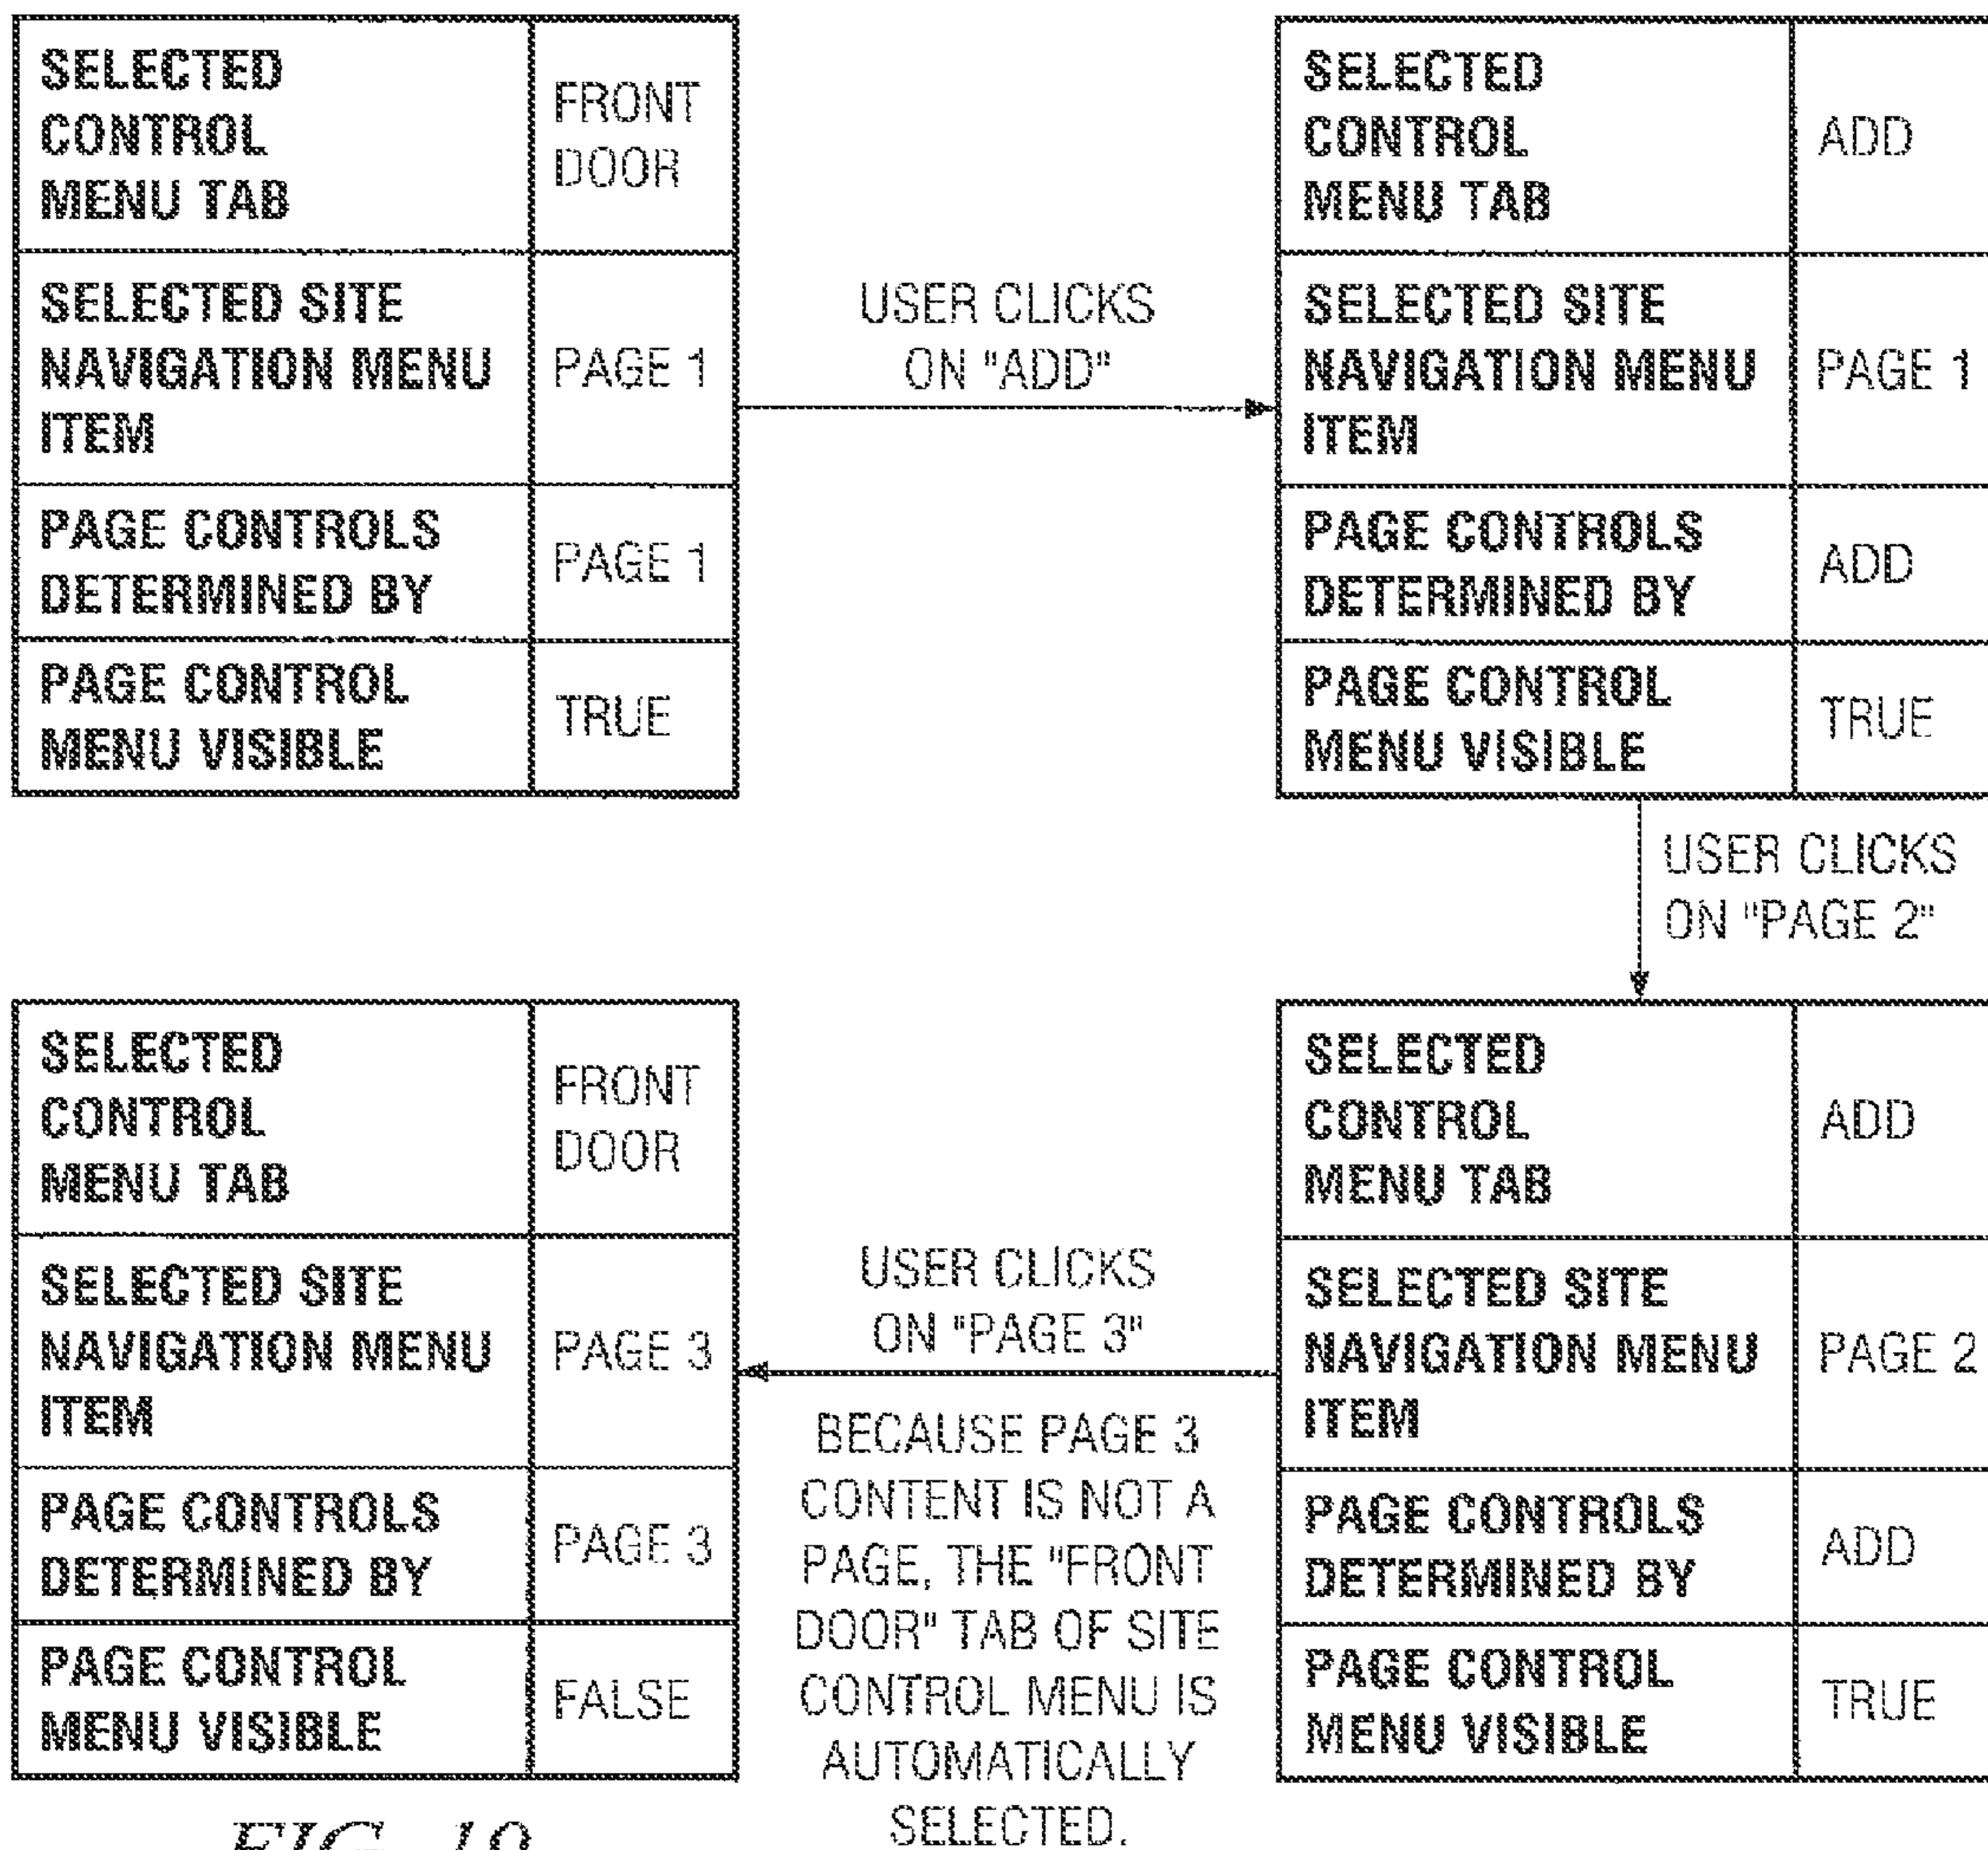 SELECTED
CONTROL
MENU TAB
FRONT
DOOR
SELECTED SITE
NAVIGATION MENU
ITEM
PAGE 1
PAGE CONTROLS
DETERMINED BY
PAGE 1
PAGE CONTROL
MENU VISIBLE
TRUE
USER CLICKS
ON "ADD"
SELECTED
CONTROL
MENU TAB
ADD
SELECTED SITE
NAVIGATION MENU
ITEM
PAGE 1
PAGE CONTROLS
DETERMINED BY
ADD
PAGE CONTROL
MENU VISIBLE
TRUE
USER CLICKS
ON "PAGE 2"
SELECTED
CONTROL
MENU TAB
ADD
SELECTED SITE
NAVIGATION MENU
ITEM
PAGE 2
PAGE CONTROLS
DETERMINED BY
ADD
PAGE CONTROL
MENU VISIBLE
TRUE
USER CLICKS
ON "PAGE 3"
BECAUSE PAGE 3
CONTENT IS NOT A
PAGE, THE "FRONT
DOOR" TAB OF SITE
CONTROL MENU IS
AUTOMATICALLY
SELECTED.
SELECTED
CONTROL
MENU TAB
FRONT
DOOR
SELECTED SITE
NAVIGATION MENU
ITEM
PAGE 3
PAGE CONTROLS
DETERMINED BY
PAGE 3
PAGE CONTROL
MENU VISIBLE
FALSE
FIG.